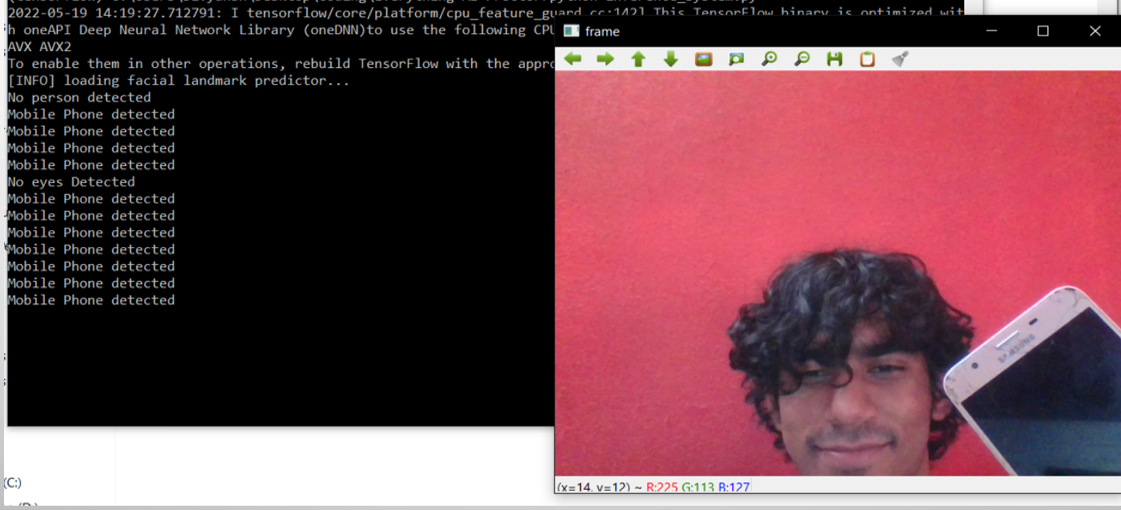 2022-05-19 14:19:27.712791: I tensorflow/core/platform/cpu_feature_guard.cc:142] This TensorFlow binary is optimized wit
h oneAPI Deep Neural Network Library (oneDNN)to use the following CPU
AVX AVX2
To enable them in other operations, rebuild TensorFlow with the appro
[INFO] loading facial landmark predictor...
No person detected
Mobile Phone detected
Mobile Phone detected
Mobile Phone detected
Mobile Phone detected
No eyes Detected
Mobile Phone detected
Mobile Phone detected
Mobile Phone detected
Mobile Phone detected
Mobile Phone detected
Mobile Phone detected
Mobile Phone detected
(C:)
frame
SAMSUNG
(x=14, y=12) ~ R:225 G:113 B:127